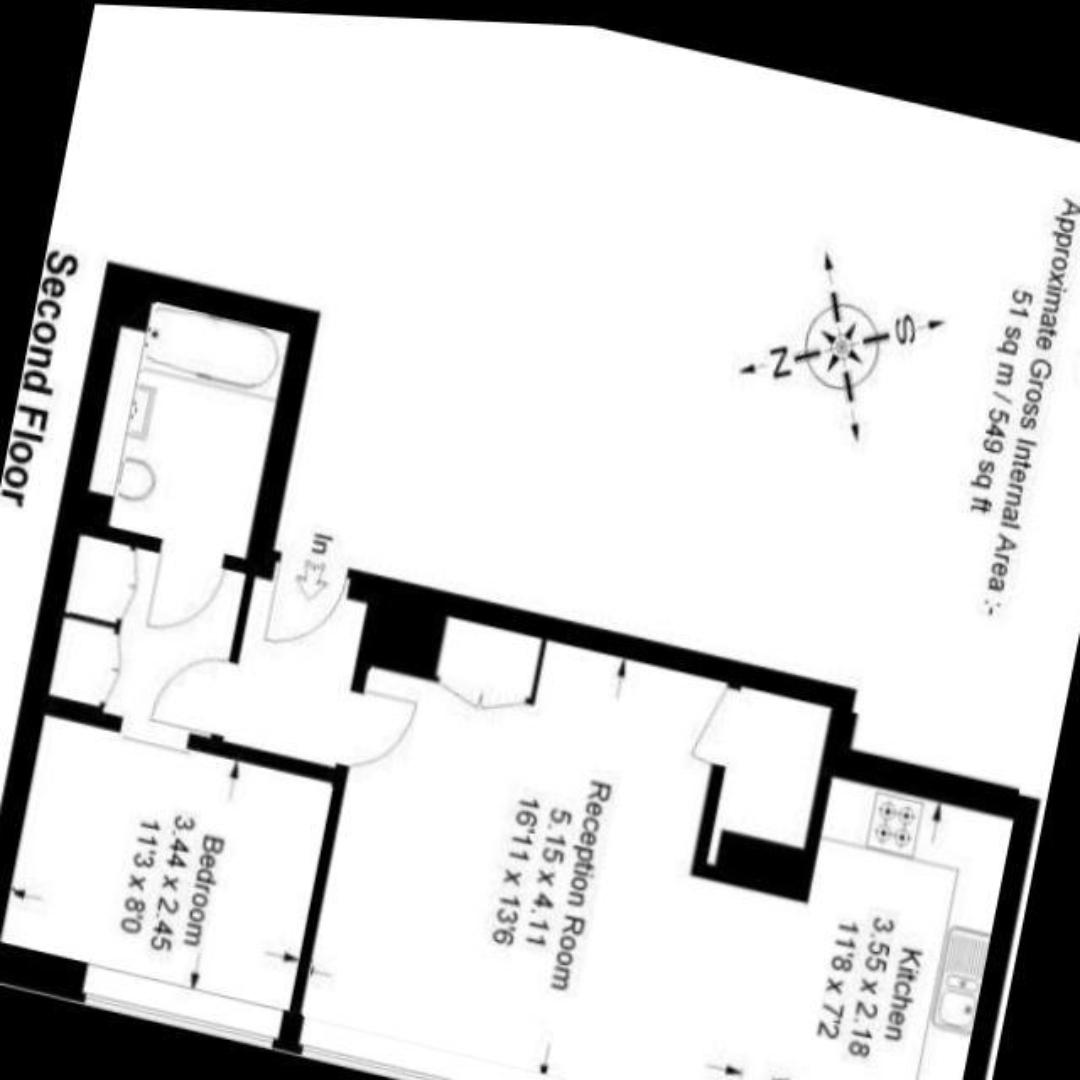 Approximate Gross Internal Area :-
51 sq m / 549 sq ft
S
N
In
Kitchen
3.55 x 2.18
11'8 x 7'2
Reception Room
5.15 x 4.11
16'11 x 13'6
Bedroom
3.44 x 2.45
11'3 x 8'0
Second Floor